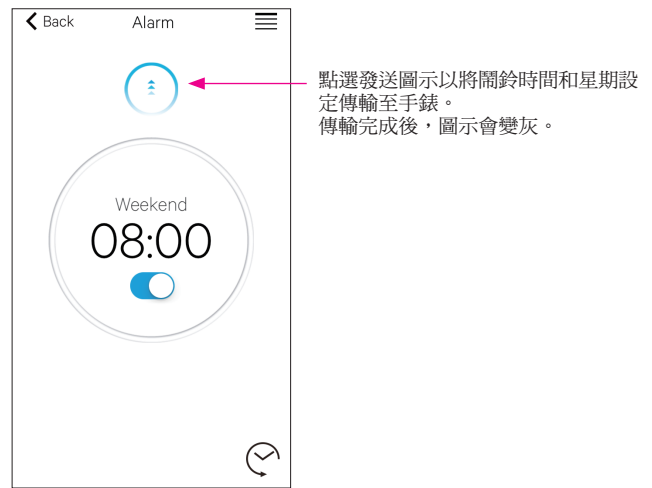 Back
Alarm
點選發送圖示以將鬧鈴時間和星期設
定傳輸至手錶。
傳輸完成後，圖示會變灰。
Weekend
08:00